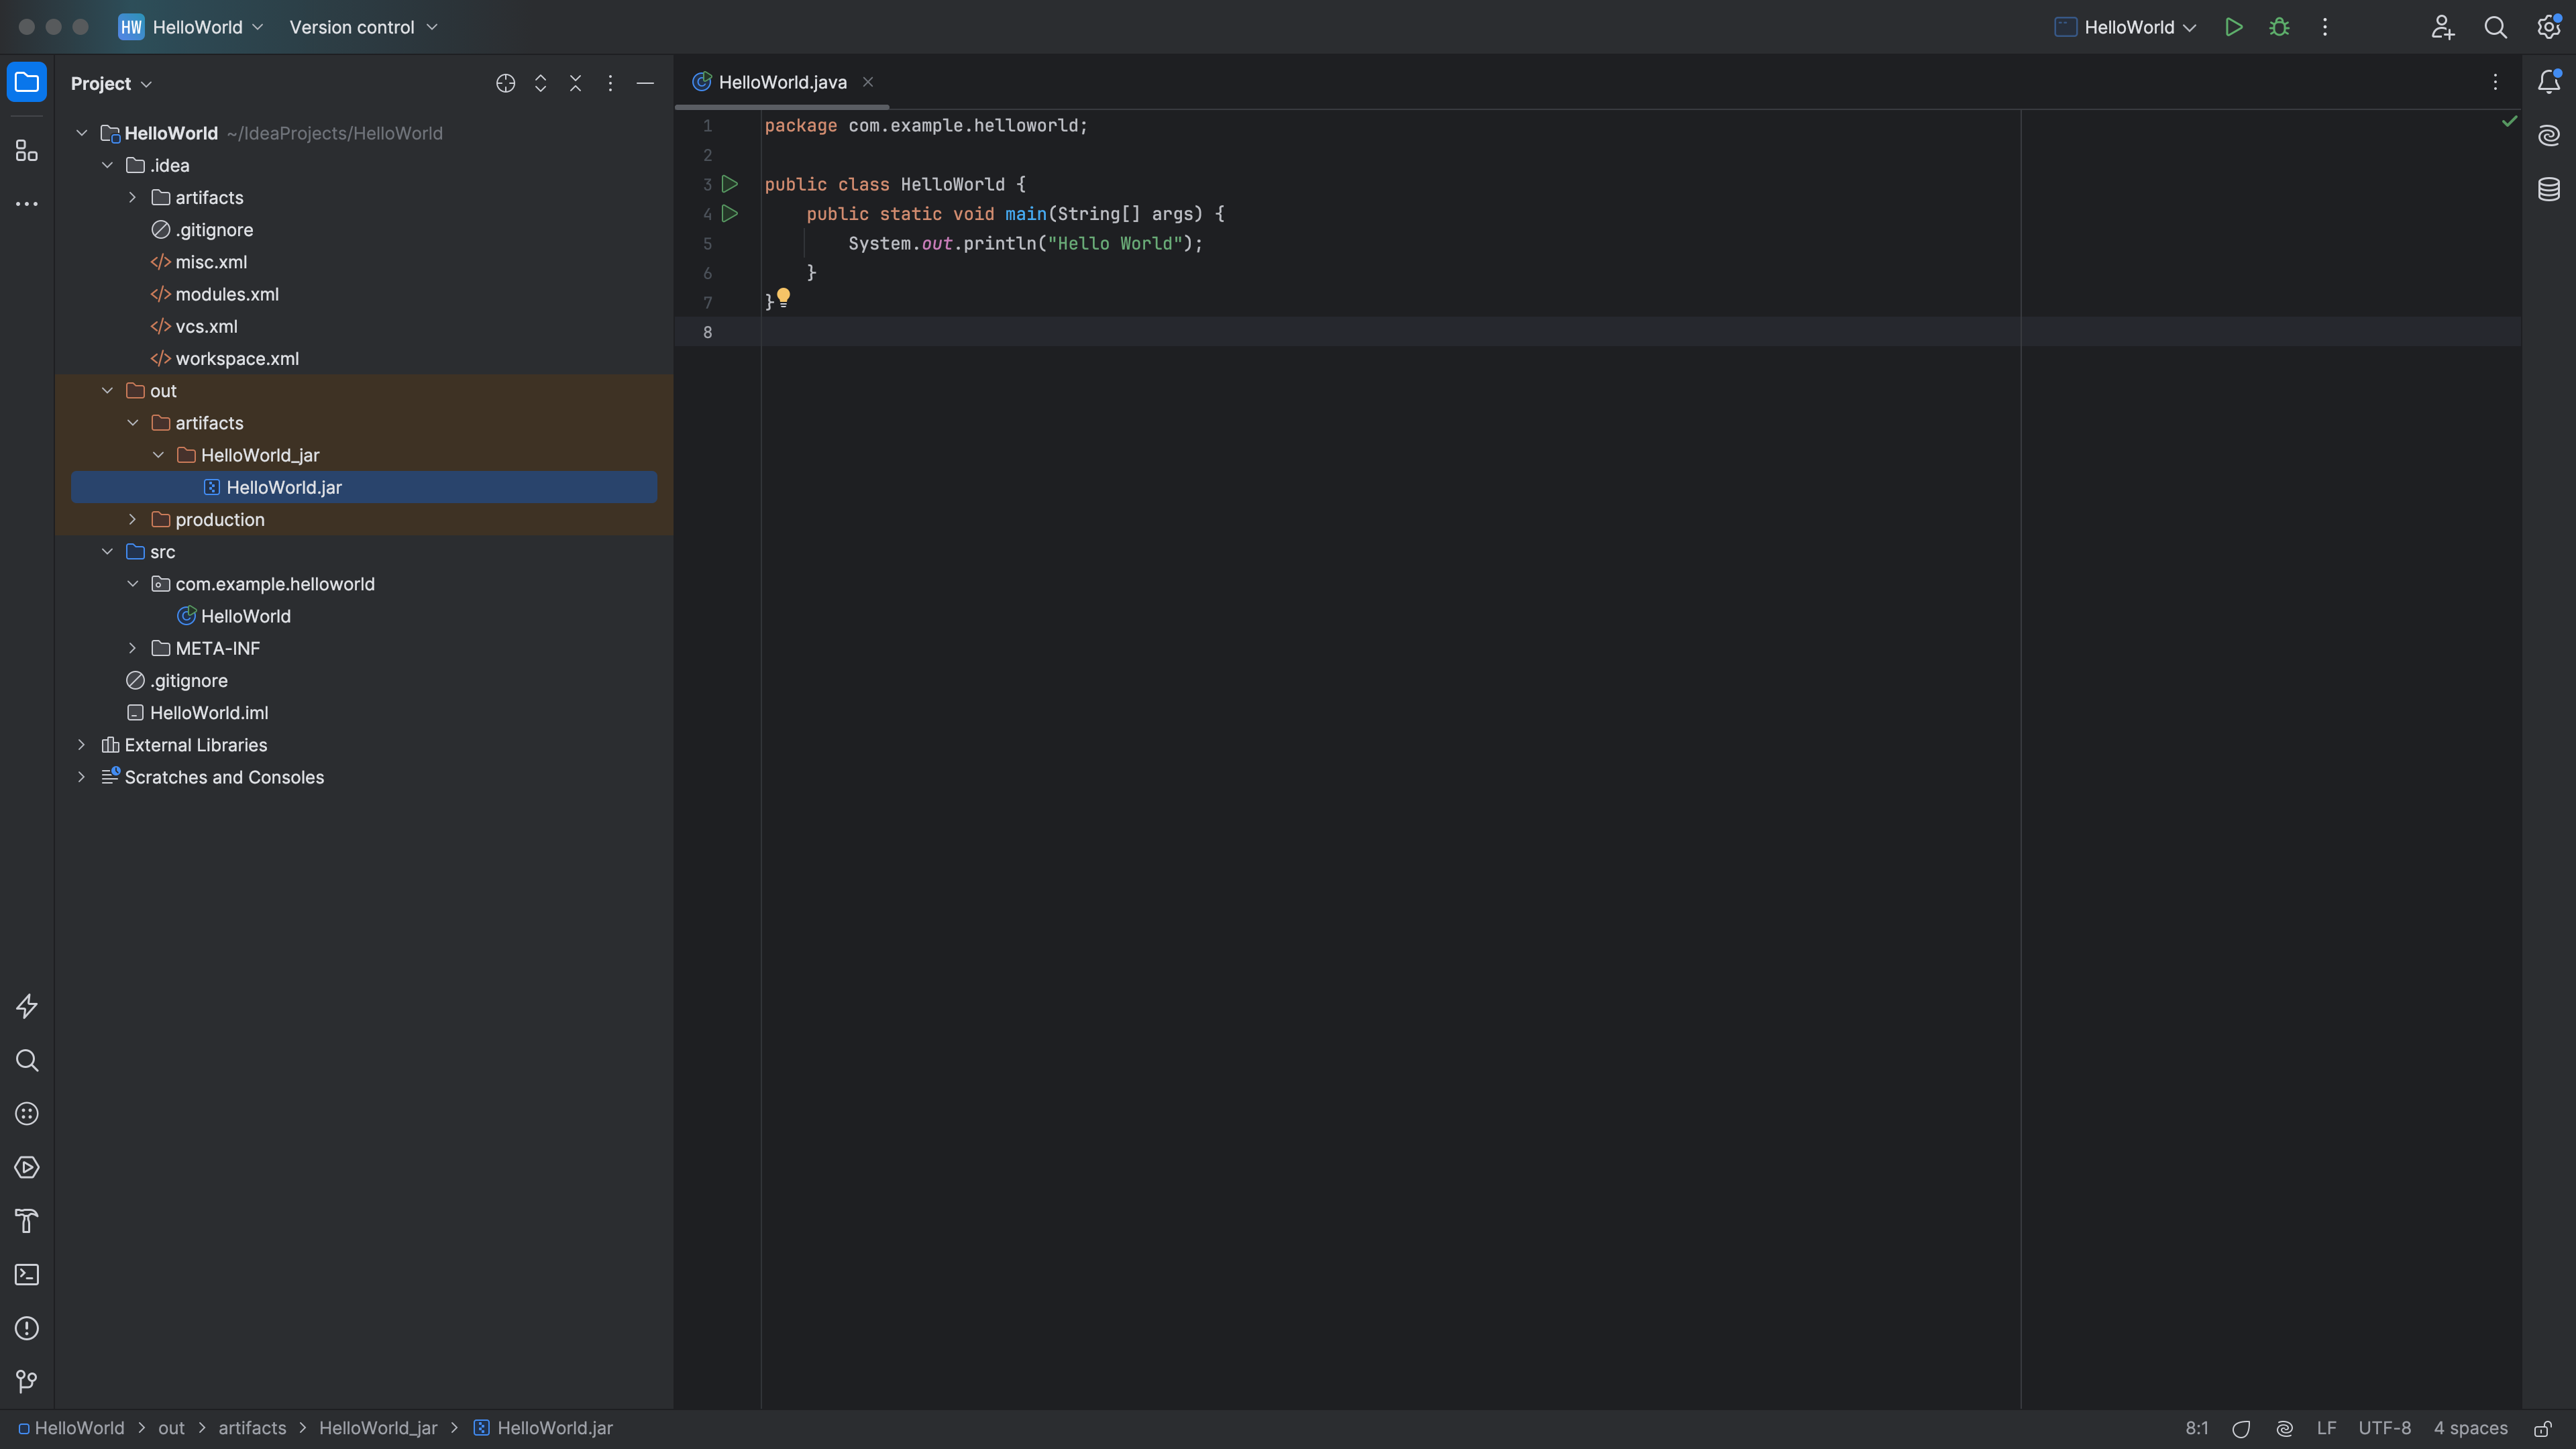 HW HelloWorld Version control HelloWorld
Project
HelloWorld ~/IdeaProjects/HelloWorld
.idea
artifacts
.gitignore
misc.xml
modules.xml
vcs.xml
workspace.xml
out
artifacts
HelloWorld_jar
HelloWorld.jar
production
src
com.example.helloworld
HelloWorld
META-INF
.gitignore
HelloWorld.iml
External Libraries
Scratches and Consoles
HelloWorld.java
1 package com.example.helloworld;
2
3 public class HelloWorld {
4 public static void main(String[] args) {
5 System.out.println("Hello World");
6 }
7 }
8
HelloWorld > out > artifacts > HelloWorld_jar > HelloWorld.jar
8:1 LF UTF-8 4 spaces